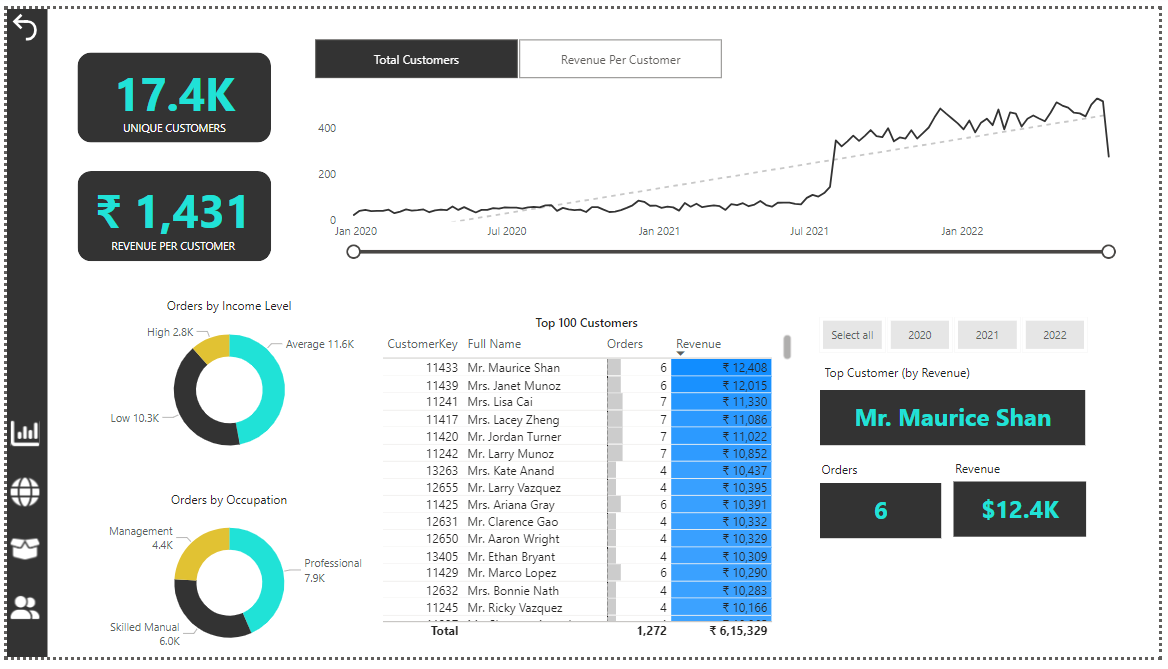 Total Customers
Revenue Per Customer
17.4K
UNIQUE CUSTOMERS
₹ 1,431
REVENUE PER CUSTOMER
400
200
0
Jan 2020
Jul 2020
Jan 2021
Jul 2021
Jan 2022
Orders by Income Level
High 2.8K
Average 11.6K
Low 10.3K
Orders by Occupation
Management
4.4K
Professional
7.9K
Skilled Manual
6.0K
Top 100 Customers
CustomerKey Full Name Orders Revenue
11433 Mr. Maurice Shan 6 ₹ 12,408
11439 Mrs. Janet Munoz 6 ₹ 12,015
11241 Mrs. Lisa Cai 7 ₹ 11,330
11417 Mrs. Lacey Zheng 7 ₹ 11,086
11420 Mr. Jordan Turner 7 ₹ 11,022
11242 Mr. Larry Munoz 7 ₹ 10,852
13263 Mrs. Kate Anand 4 ₹ 10,437
12655 Mr. Larry Vazquez 4 ₹ 10,395
11425 Mrs. Ariana Gray 6 ₹ 10,391
12631 Mr. Clarence Gao 4 ₹ 10,332
12650 Mr. Aaron Wright 4 ₹ 10,329
13405 Mr. Ethan Bryant 4 ₹ 10,309
11429 Mr. Marco Lopez 6 ₹ 10,290
12632 Mrs. Bonnie Nath 4 ₹ 10,283
11245 Mr. Ricky Vazquez 4 ₹ 10,166
Total 1,272 ₹ 6,15,329
Select all
2020
2021
2022
Top Customer (by Revenue)
Mr. Maurice Shan
Orders
6
Revenue
$12.4K